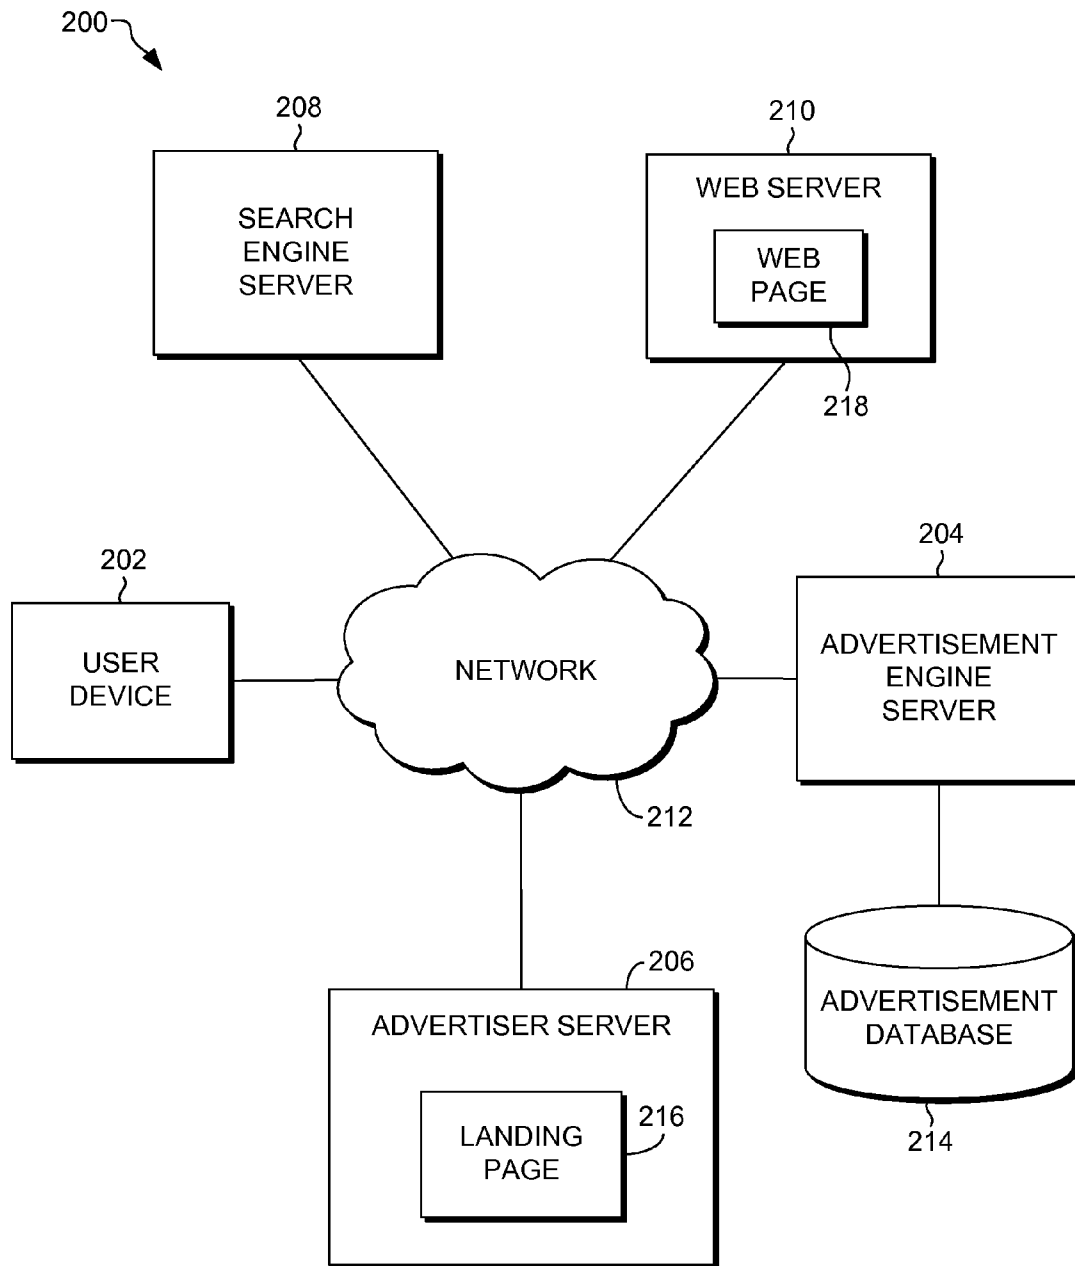 200
208
210
SEARCH
ENGINE
SERVER
WEB SERVER
WEB
PAGE
218
202
204
USER
DEVICE
NETWORK
ADVERTISEMENT
ENGINE
SERVER
212
206
ADVERTISER SERVER
LANDING
PAGE
216
ADVERTISEMENT
DATABASE
214